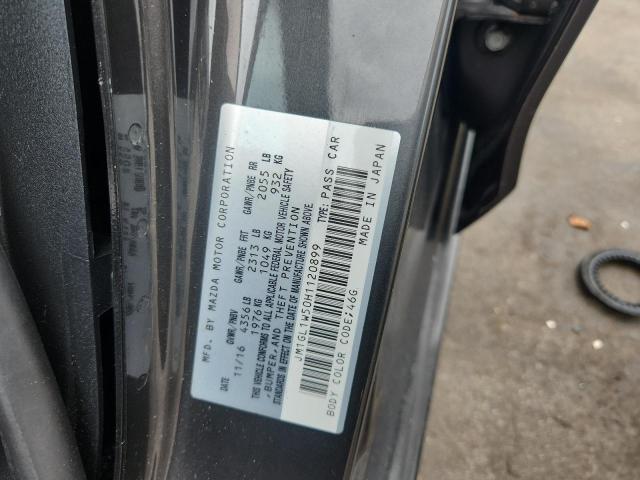 MFD. BY MAZDA MOTOR CORPORATION
DATE GVWR/PNBV GAWR/PNBE FRT GAWR/PNBE RR
11/16 4356 LB 2313 LB 2055 LB
1976 KG 1049 KG 932 KG
THIS VEHICLE CONFORMS TO ALL APPLICABLE FEDERAL MOTOR VEHICLE SAFETY
, BUMPER, AND THEFT PREVENTION
STANDARDS IN EFFECT ON THE DATE OF MANUFACTURE SHOWN ABOVE.
JM1GL1W50H1120899 TYPE: PASS CAR
BODY COLOR CODE:46G MADE IN JAPAN